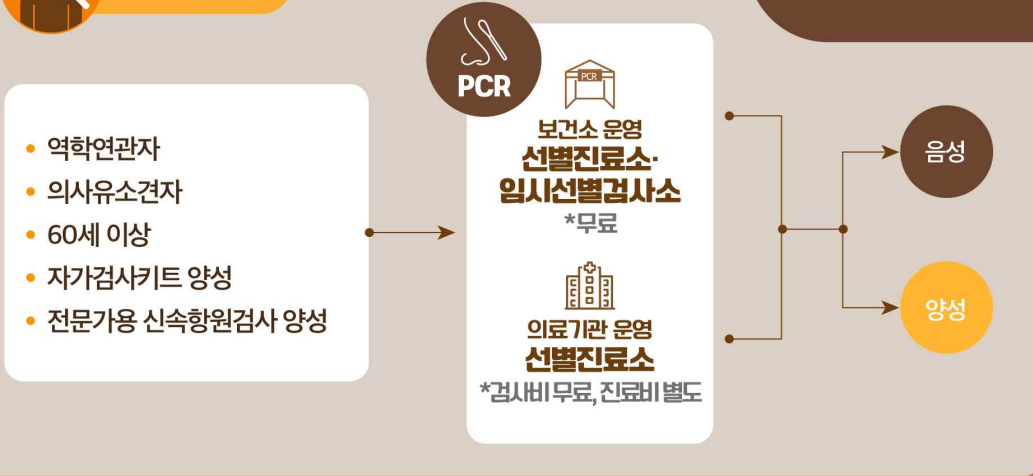 역학연관자
의사유소견자
60세 이상
자가검사키트 양성
전문가용 신속항원검사 양성
PCR
PCR
보건소 운영
선별진료소·
임시선별검사소
*무료
의료기관 운영
선별진료소
*검사비 무료, 진료비 별도
음성
양성